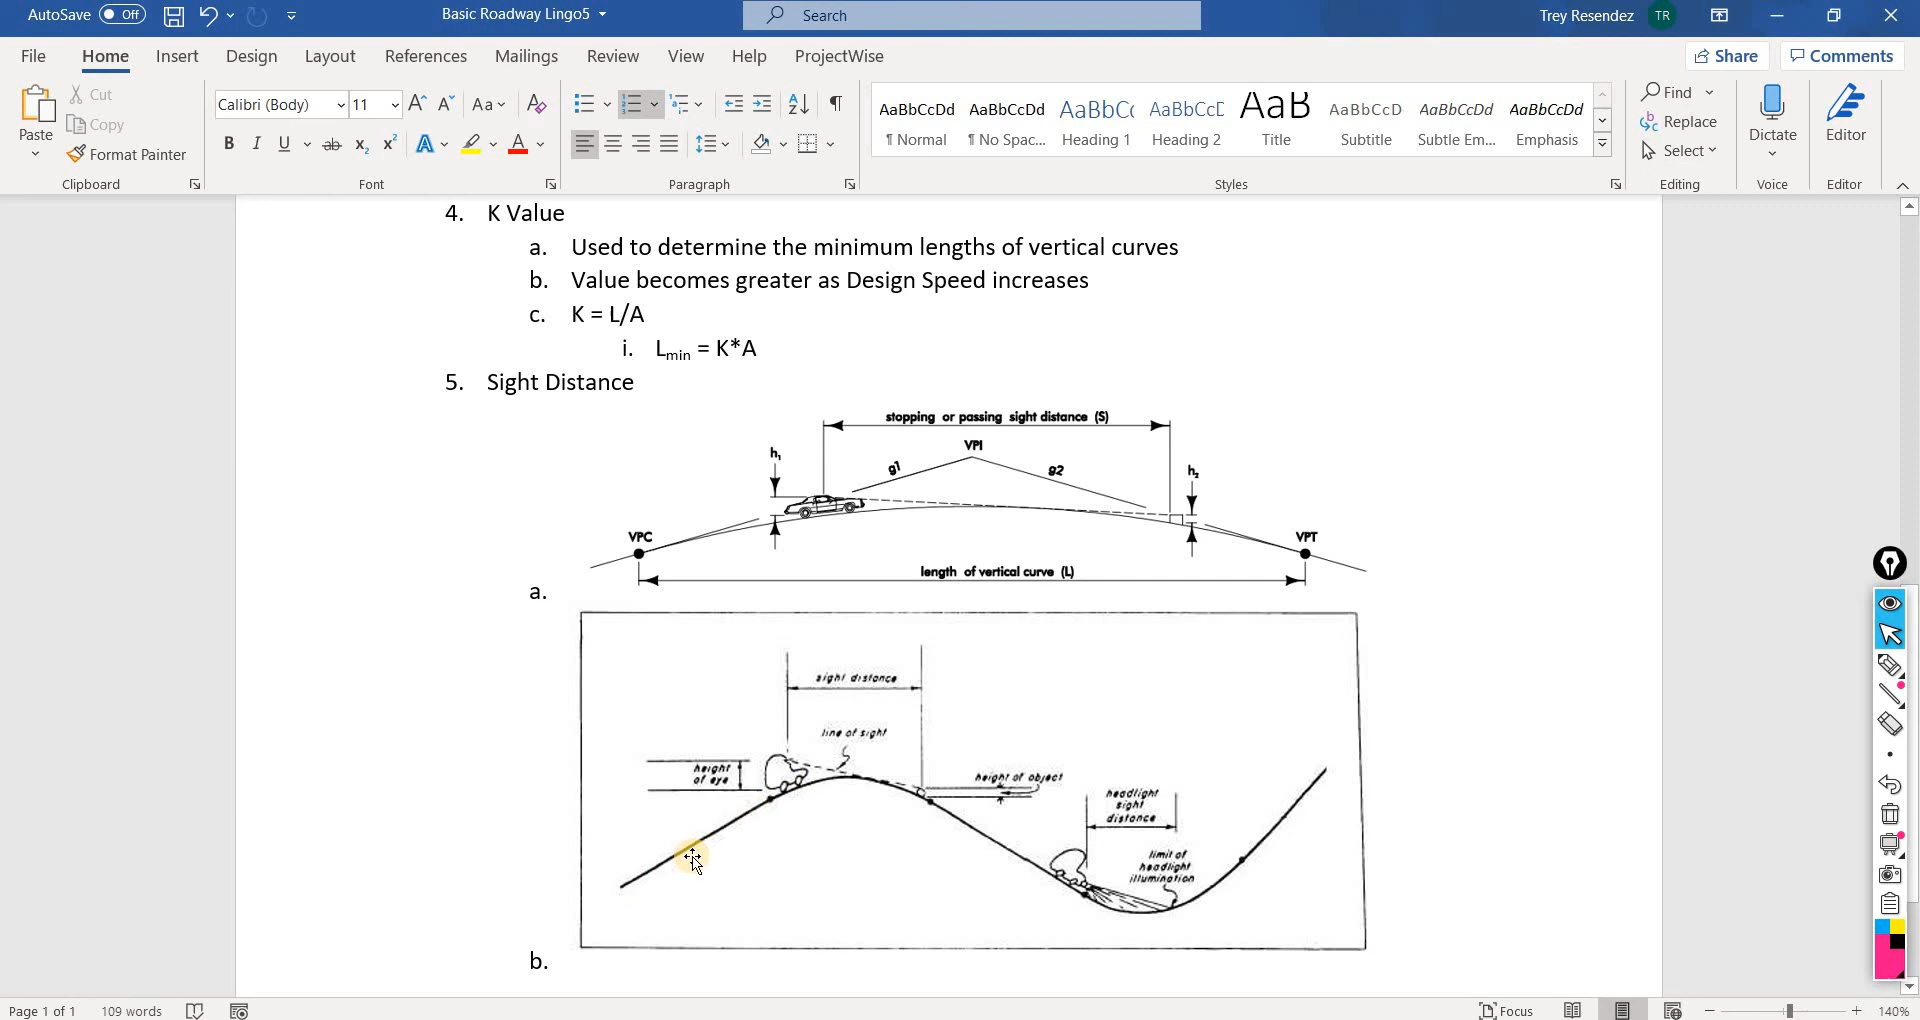 AutoSave Off
Basic Roadway Lingo5
Search
Trey Resendez TR
File Home Insert Design Layout References Mailings Review View Help ProjectWise
Share Comments
Paste
Cut
Copy
Format Painter
Clipboard
Calibri (Body) 11
Font
Paragraph
AaBbCcDd AaBbCcDd AaBbC AaBbCcD AaB AaBbCcD AaBbCcDd AaBbCcDd
¶ Normal ¶ No Spac... Heading 1 Heading 2 Title Subtitle Subtle Em... Emphasis
Styles
Find
Replace
Select
Editing
Dictate
Voice
Editor
Editor
4. K Value
a. Used to determine the minimum lengths of vertical curves
b. Value becomes greater as Design Speed increases
c. K = L/A
i. Lmin = K*A
5. Sight Distance
stopping or passing sight distance (S)
VPI
h₁
g1
g2
h₂
VPC
VPT
length of vertical curve (L)
a.
sight distance
line of sight
height
of eye
height of object
headlight
sight
distance
limit of
headlight
illumination
b.
Page 1 of 1 109 words
Focus
140%